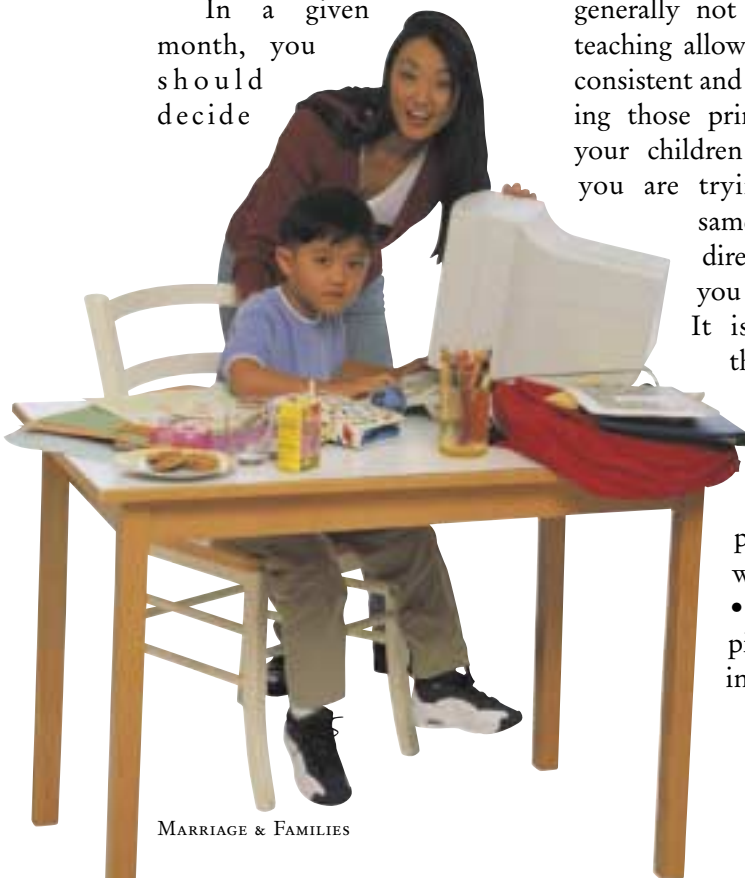 In a given
month, you
should
decide
generally not
teaching allow
consistent and
ing those prin
your children
you are tryi
same
dire
you
It is
th
p
w
•
pi
in
MARRIAGE & FAMILIES